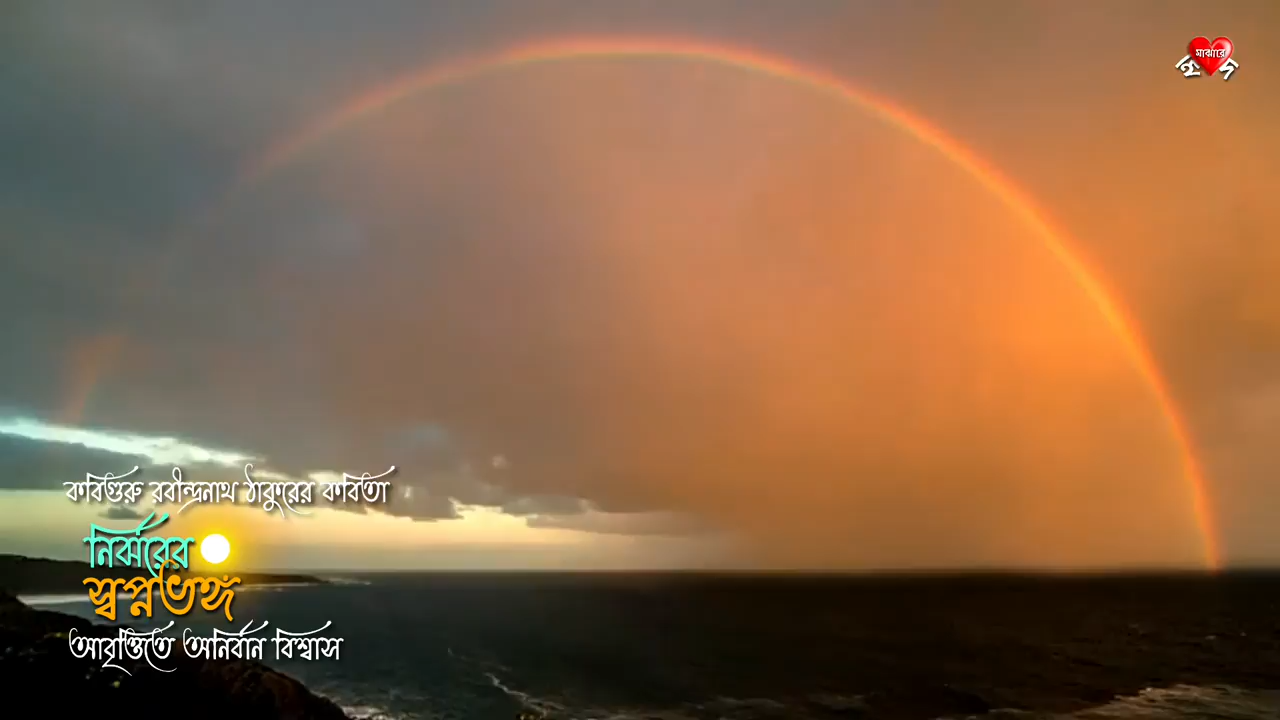 মাঝারে
কবিগুরু রবীন্দ্রনাথ ঠাকুরের কবিতা
নির্ঝরের
স্বপ্নভঙ্গ
আবৃত্তিতে অনির্বান বিশ্বাস